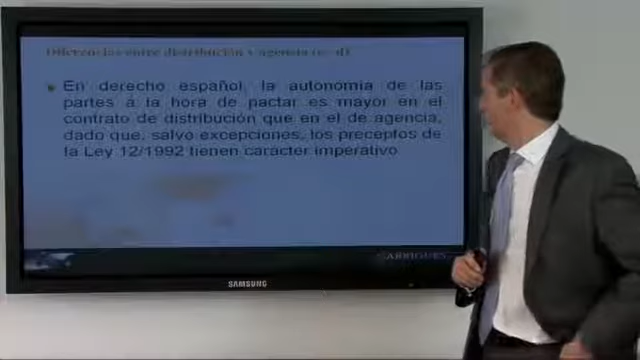 Diferencias entre distribución y agencia (cont)
En derecho español, la autonomía de las
partes á la hora de pactar es mayor en el
contrato de distribución que en el de agencia,
dado que, salvo excepciones, los preceptos de
la Ley 12/1992 tienen carácter imperativo
GARRIGUES
SAMSUNG